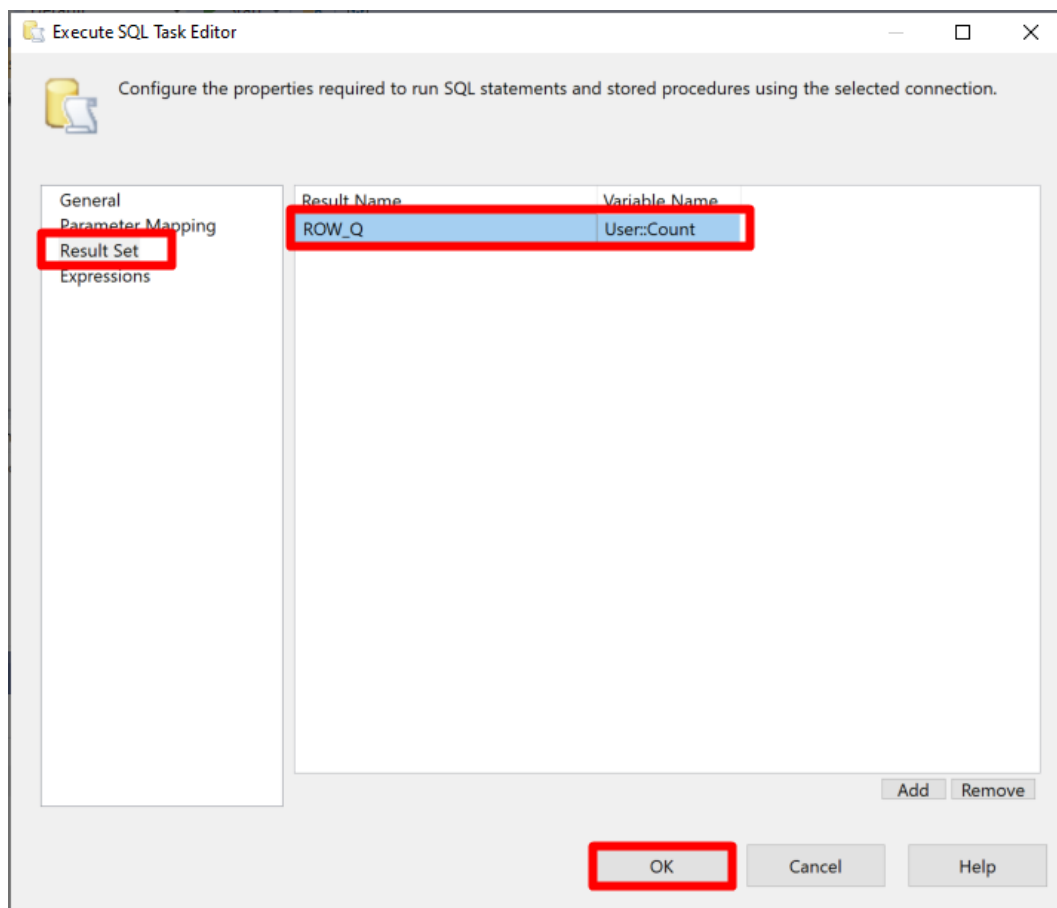 Execute SQL Task Editor
Configure the properties required to run SQL statements and stored procedures using the selected connection.
General
Parameter Mapping
Result Set
Expressions
Result Name Variable Name
ROW_Q User::Count
Add Remove
OK Cancel Help